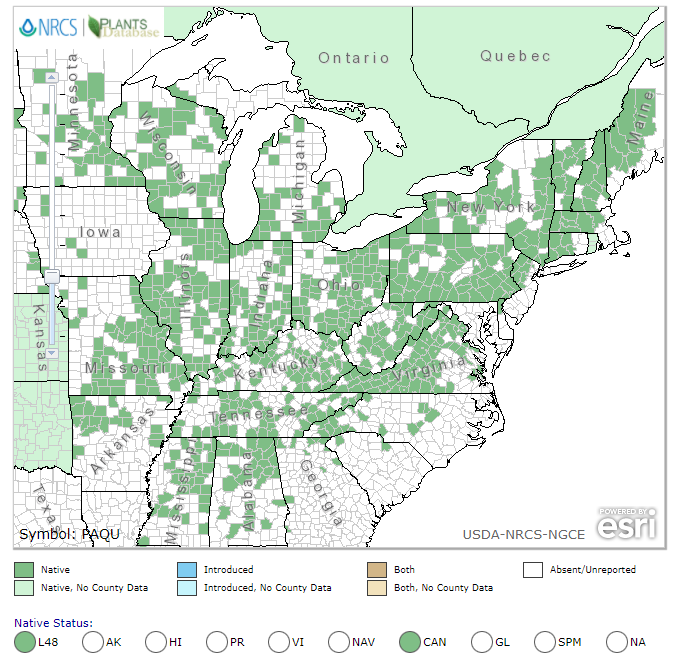 NRCS PLANTS
Database
Ontario
Quebec
Minnesota
Wisconsin
Michigan
Maine
New York
Iowa
Illinois
Indiana
Ohio
Kansas
Missouri
Kentucky
Virginia
Tennessee
Arkansas
Mississippi
Alabama
Georgia
Texas
POWERED BY
esri
Symbol: PAQU
USDA-NRCS-NGCE
Native Introduced Both Absent/Unreported
Native, No County Data Introduced, No County Data Both, No County Data
Native Status:
L48 AK HI PR VI NAV CAN GL SPM NA